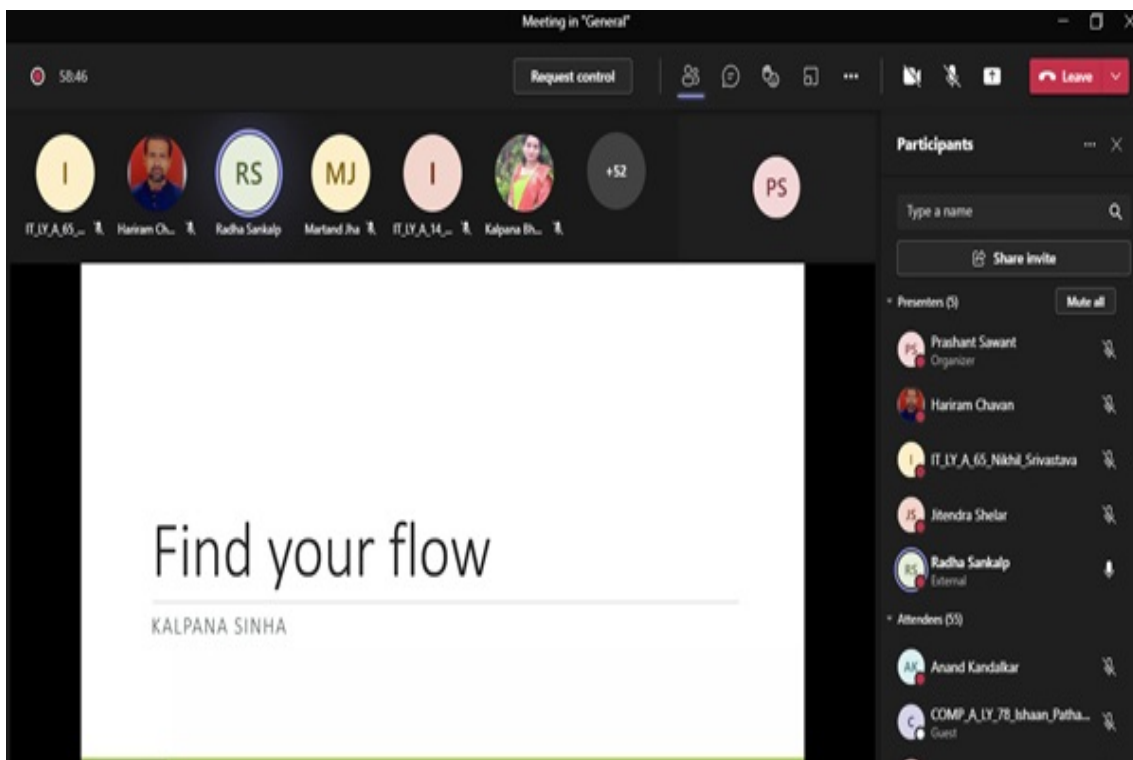 Meeting in "General"
58:46
Request control
Leave
I
RS
MJ
I
+52
PS
IT_LY_A_65_...
Hariram Ch...
Radha Sankalp
Martand Jha
IT_LY_A_14_...
Kalpana Bh...
Find your flow
KALPANA SINHA
Participants
Type a name
Share invite
Presenters (5)
Mute all
PS
Prashant Sawant
Organizer
Hariram Chavan
I
IT_LY_A_65_Nikhil_Srivastava
JS
Jitendra Shelar
RS
Radha Sankalp
External
Attendees (55)
AK
Anand Kandalkar
C
COMP_A_LY_78_Ishaan_Patha...
Guest